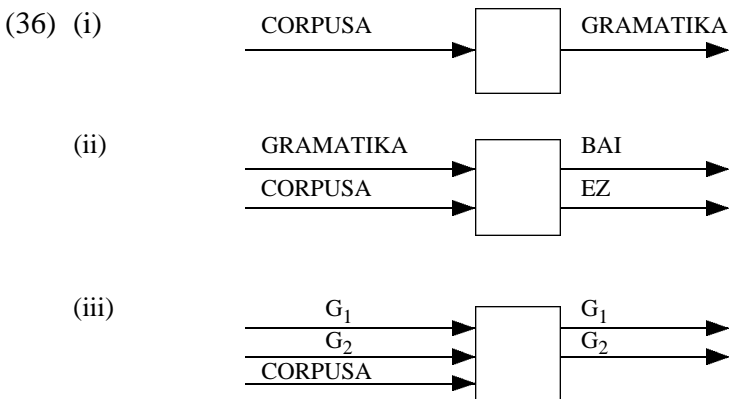 (36) (i) CORPUSA GRAMATIKA
(ii) GRAMATIKA BAI
CORPUSA EZ
(iii) G1 G1
G2 G2
CORPUSA